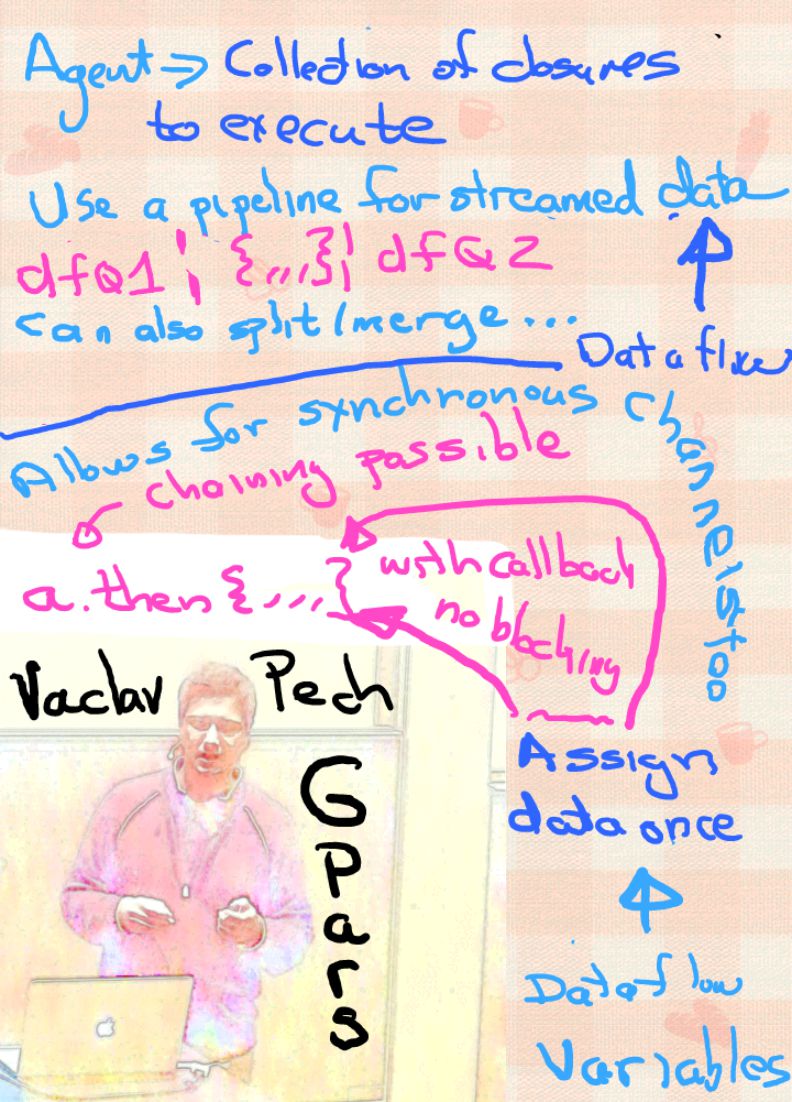 Agent → Collection of closures
to execute
Use a pipeline for streamed data
dfQ1 | {...} | dfQ2
can also split/merge...
Dataflow
Allows for synchronous channels too
chaining possible
a.then {...}
with callback
no blocking
Vaclav Pech
GPars
Assign
data once
Dataflow
Variables